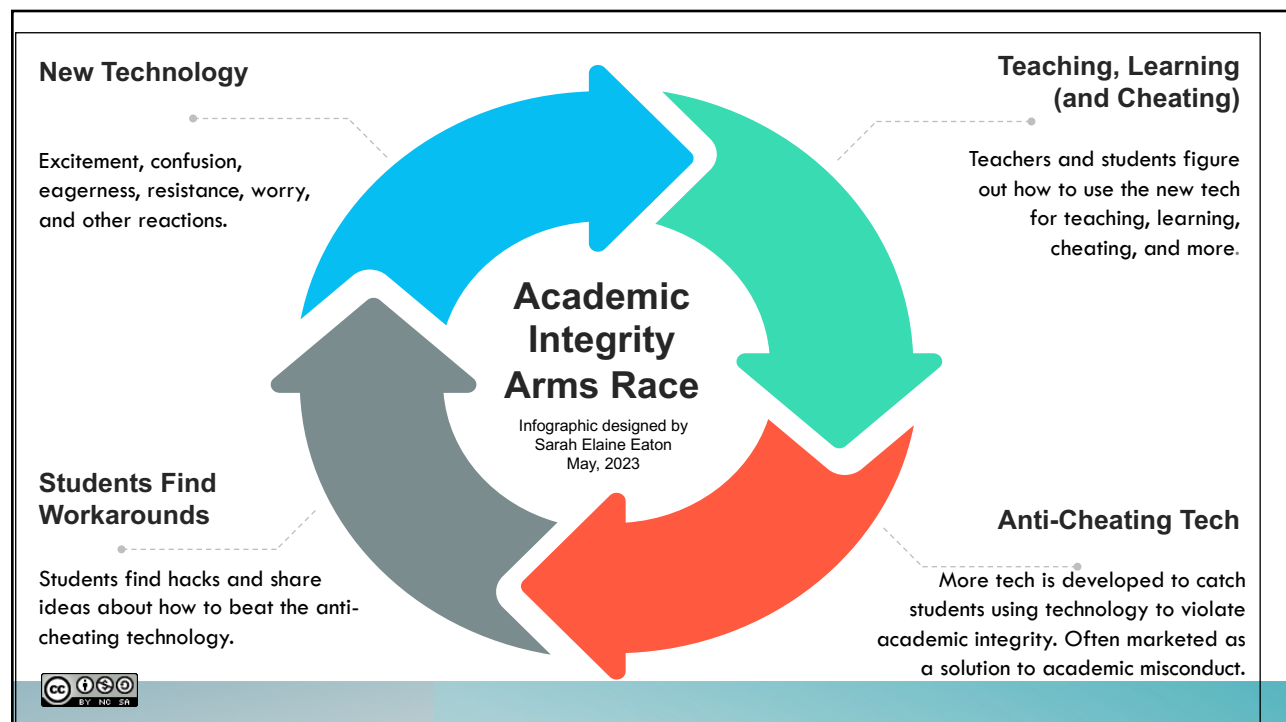 New Technology
Excitement, confusion,
eagerness, resistance, worry,
and other reactions.
Teaching, Learning
(and Cheating)
Teachers and students figure
out how to use the new tech
for teaching, learning,
cheating, and more.
Academic
Integrity
Arms Race
Infographic designed by
Sarah Elaine Eaton
May, 2023
Students Find
Workarounds
Students find hacks and share
ideas about how to beat the anti-
cheating technology.
Anti-Cheating Tech
More tech is developed to catch
students using technology to violate
academic integrity. Often marketed as
a solution to academic misconduct.
cc
BY NC SA